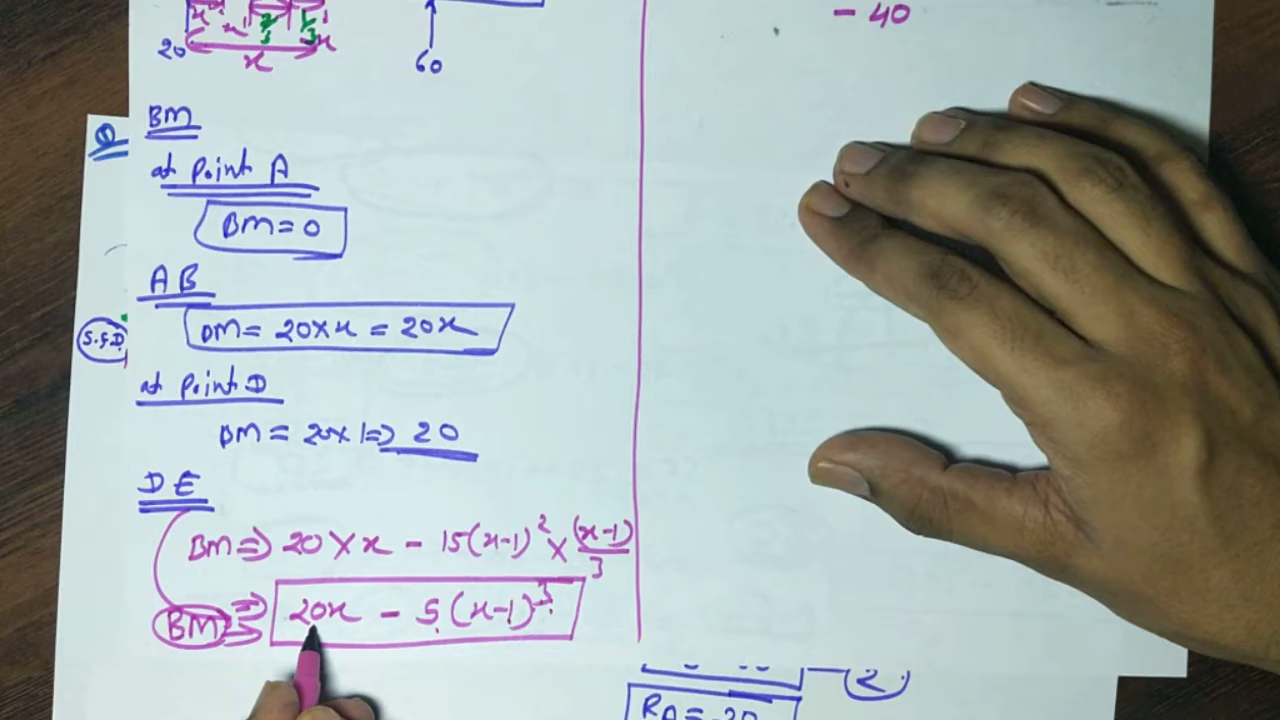 - 40
20
x
60
BM
at Point A
BM = 0
AB
BM = 20×x = 20x
S.F.D
at Point D
BM = 20×1 => 20
DE
BM => 20 × x - 15(x-1)² × (x-1)/3
BM => 20x - 5(x-1)³
2
RA = 20